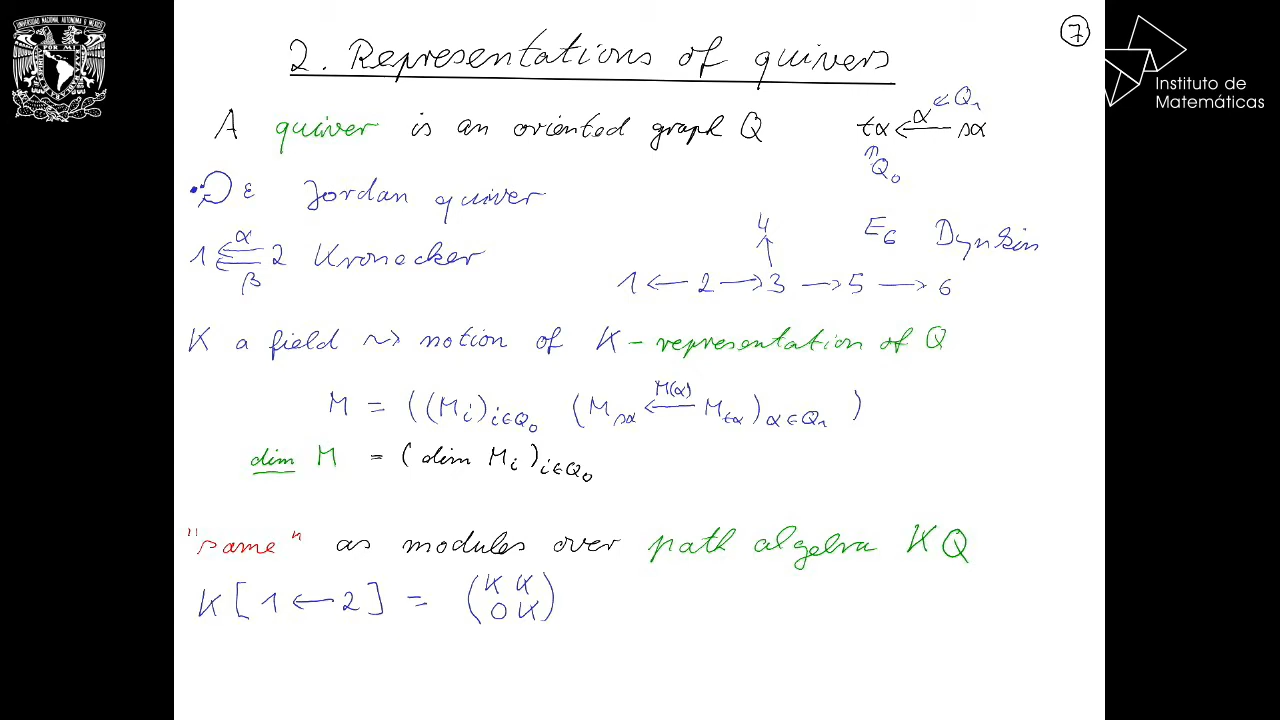 7
2. Representations of quivers
Instituto de
Matemáticas
A quiver is an oriented graph Q tα ←α— sα ∈Q₁
Q₀
ε Jordan quiver
1 ⇐ 2 Kronecker
α
β
4 E₆ Dynkin
1 ← 2 → 3 → 5 → 6
K a field ⇝ notion of K-representation of Q
M = ((Mᵢ)i∈Q₀ (Msα ←M(α)— Mtα)α∈Q₁ )
dim M = (dim Mᵢ)i∈Q₀
"same" as modules over path algebra KQ
K[1 ← 2] = (K K
0 K)